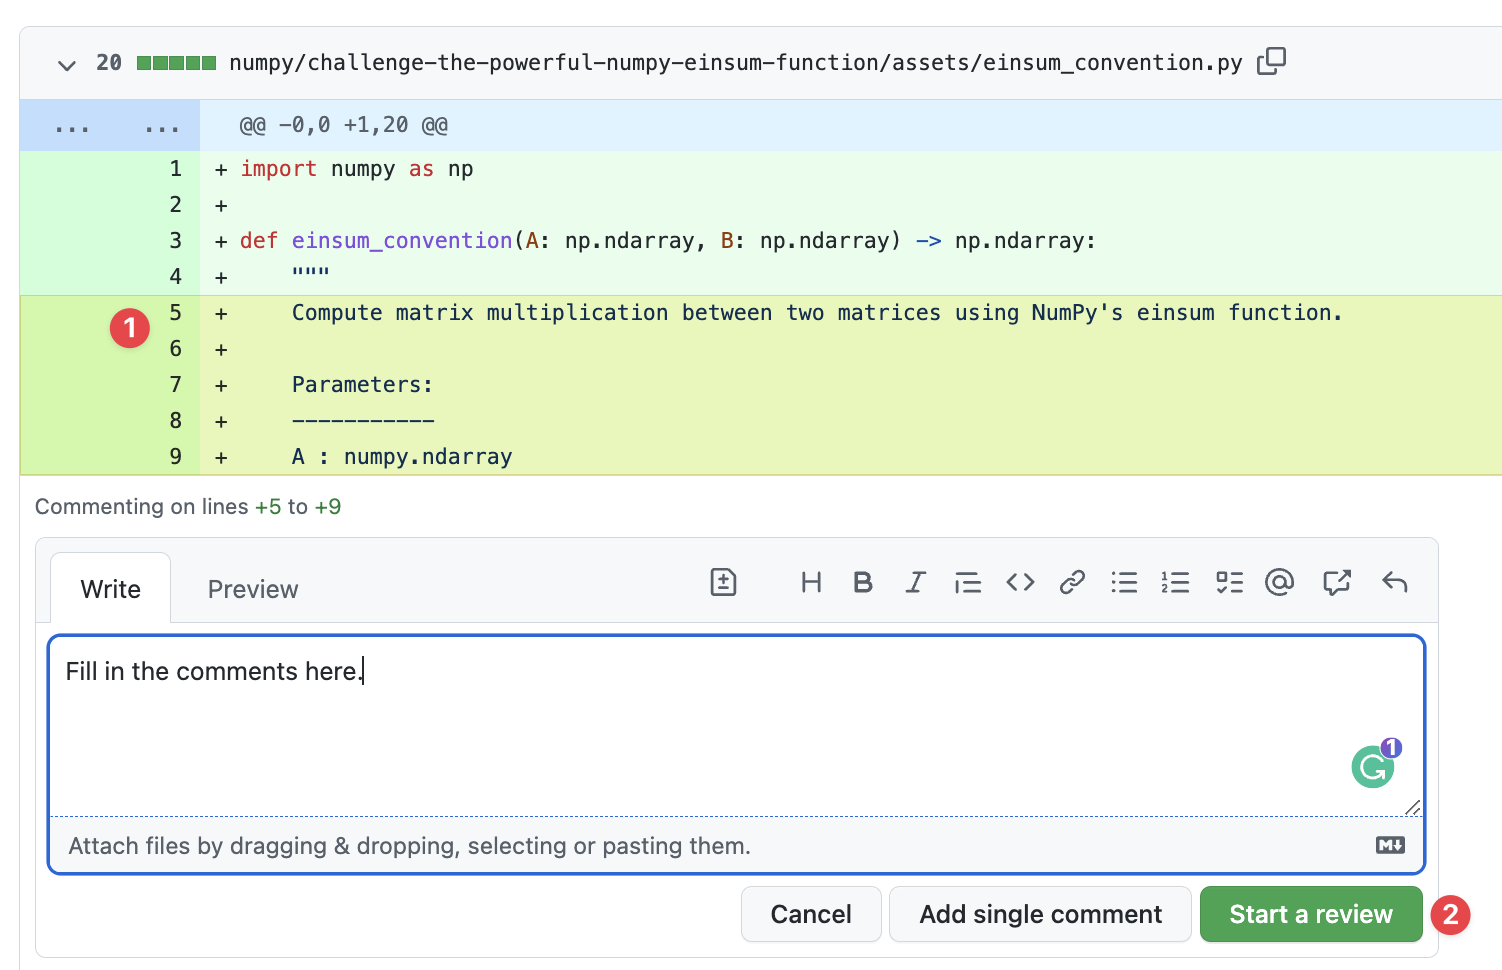 20 numpy/challenge-the-powerful-numpy-einsum-function/assets/einsum_convention.py
... ... @@ -0,0 +1,20 @@
1 + import numpy as np
2 +
3 + def einsum_convention(A: np.ndarray, B: np.ndarray) -> np.ndarray:
4 + """
5 + Compute matrix multiplication between two matrices using NumPy's einsum function.
1
6 +
7 + Parameters:
8 + -----------
9 + A : numpy.ndarray
Commenting on lines +5 to +9
Write Preview
Fill in the comments here.
1
Attach files by dragging & dropping, selecting or pasting them.
Cancel Add single comment Start a review 2